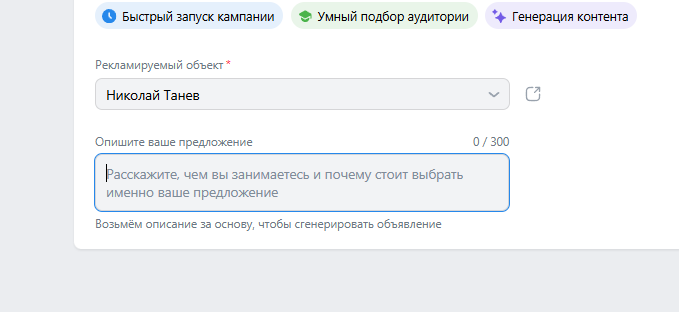 Быстрый запуск кампании Умный подбор аудитории Генерация контента
Рекламируемый объект *
Николай Танев
Опишите ваше предложение 0 / 300
Расскажите, чем вы занимаетесь и почему стоит выбрать
именно ваше предложение
Возьмём описание за основу, чтобы сгенерировать объявление